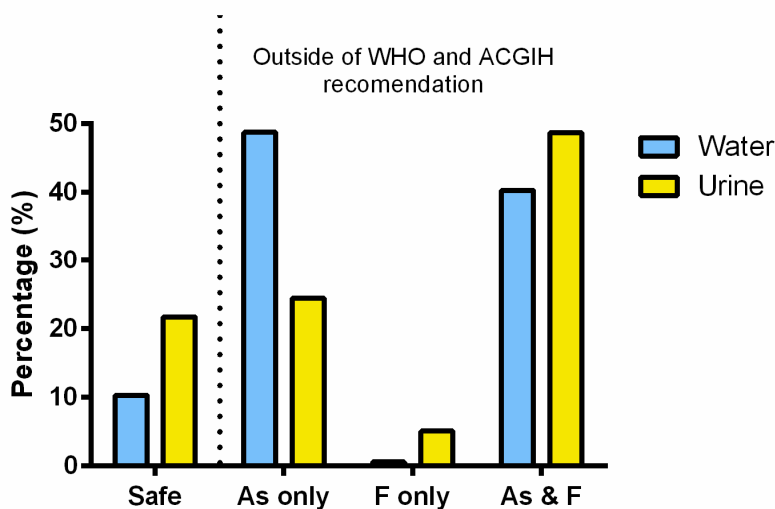 Outside of WHO and ACGIH
recomendation
Percentage (%)
50
40
30
20
10
0
Safe
As only
F only
As & F
Water
Urine